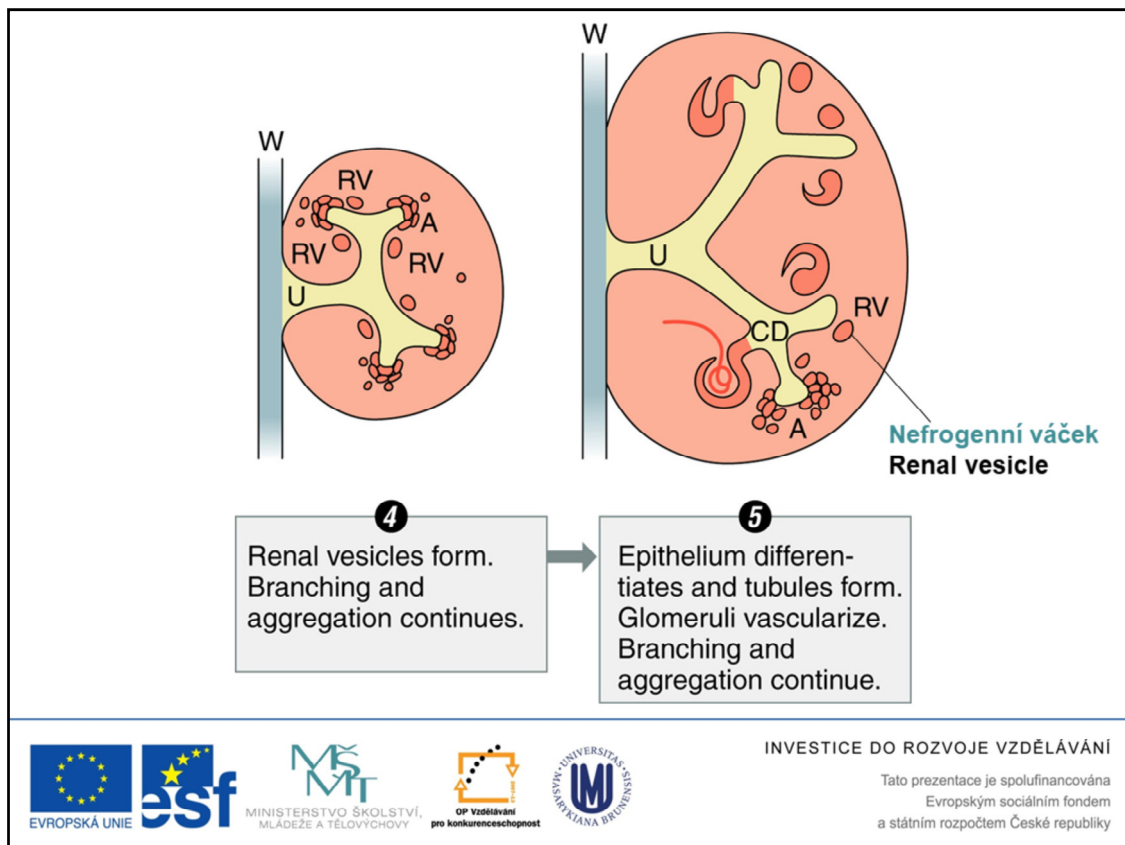 W
RV
A
RV
RV
U
W
U
RV
CD
A
Nefrogenní váček
Renal vesicle
4
Renal vesicles form.
Branching and
aggregation continues.
5
Epithelium differen-
tiates and tubules form.
Glomeruli vascularize.
Branching and
aggregation continue.
EVROPSKÁ UNIE
esf
MŠMT
MINISTERSTVO ŠKOLSTVÍ,
MLÁDEŽE A TĚLOVÝCHOVY
2007-13
OP Vzdělávání
pro konkurenceschopnost
UNIVERSITAS
MASARYKIANA BRUNENSIS
INVESTICE DO ROZVOJE VZDĚLÁVÁNÍ
Tato prezentace je spolufinancována
Evropským sociálním fondem
a státním rozpočtem České republiky